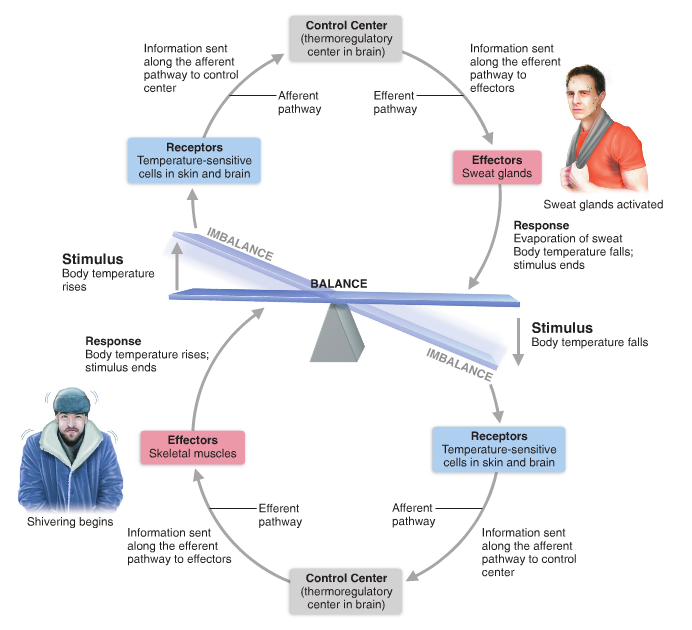 Control Center
(thermoregulatory
center in brain)
Information sent
along the afferent
pathway to control
center
Information sent
along the efferent
pathway to
effectors
Afferent
pathway
Efferent
pathway
Receptors
Temperature-sensitive
cells in skin and brain
Effectors
Sweat glands
Sweat glands activated
Response
Evaporation of sweat
Body temperature falls;
stimulus ends
IMBALANCE
Stimulus
Body temperature
rises
BALANCE
Stimulus
Body temperature falls
IMBALANCE
Response
Body temperature rises;
stimulus ends
Effectors
Skeletal muscles
Receptors
Temperature-sensitive
cells in skin and brain
Shivering begins
Efferent
pathway
Afferent
pathway
Information sent
along the efferent
pathway to effectors
Information sent
along the afferent
pathway to control
center
Control Center
(thermoregulatory
center in brain)